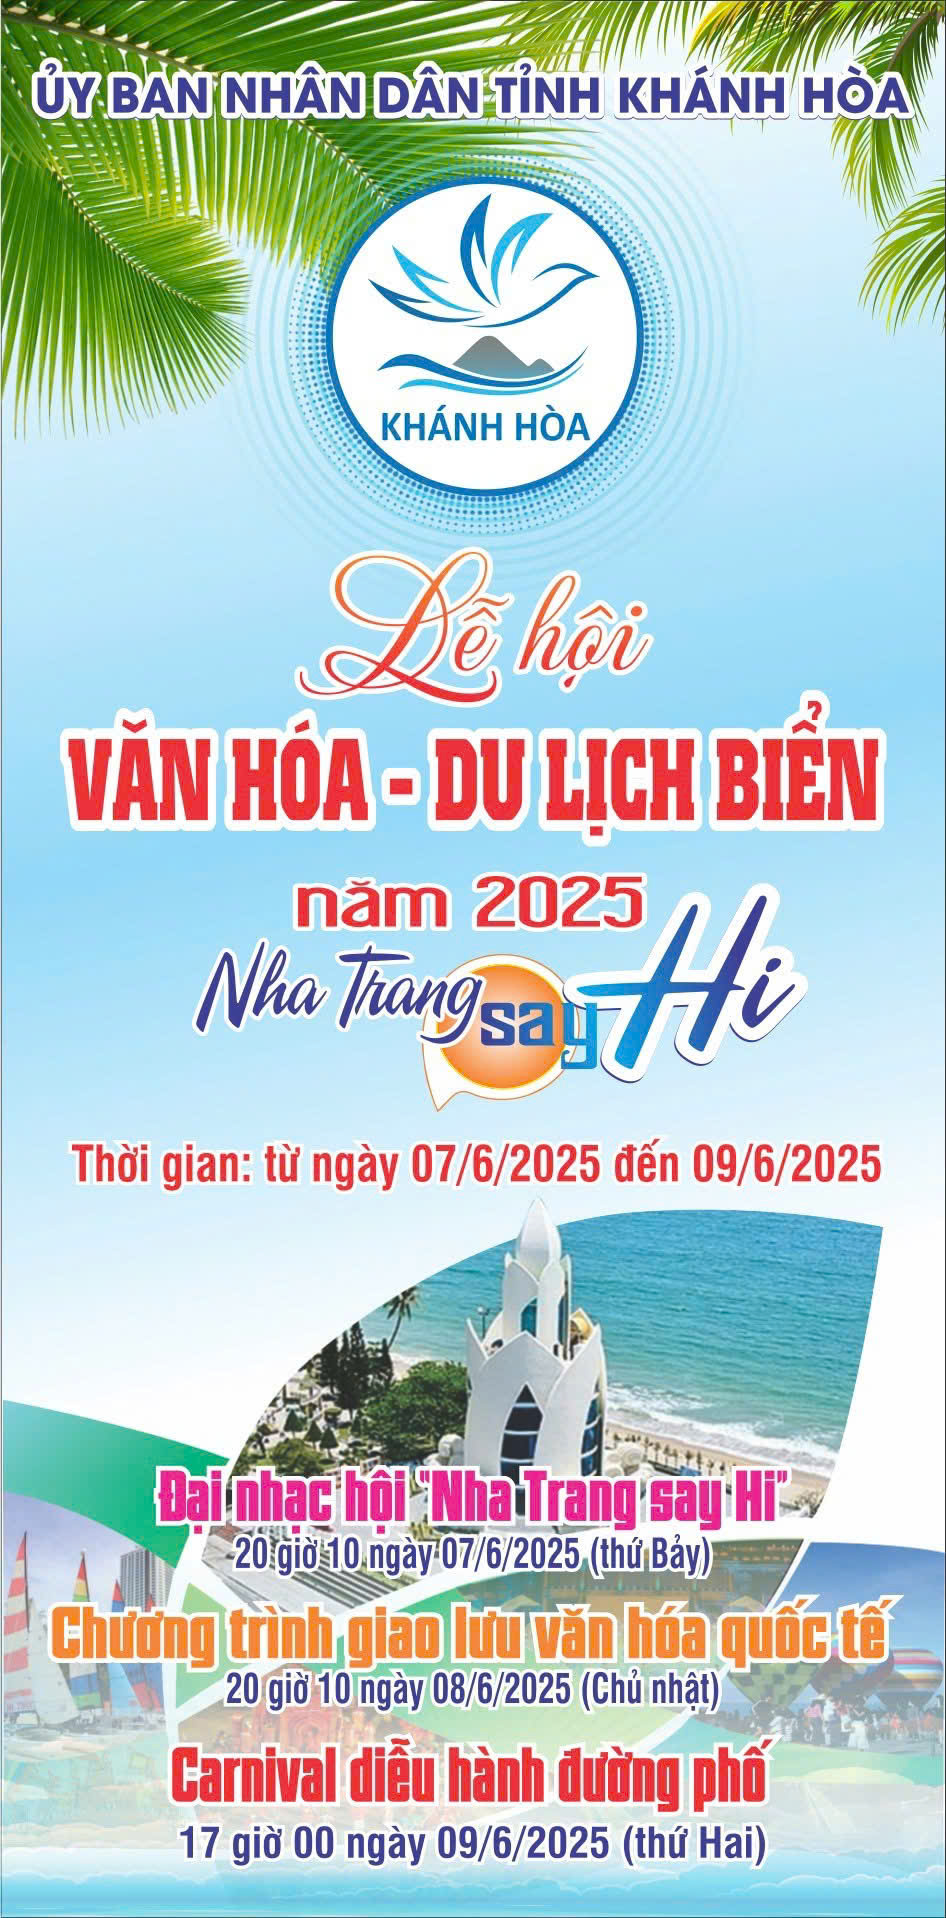 ỦY BAN NHÂN DÂN TỈNH KHÁNH HÒA
KHÁNH HÒA
Lễ hội
VĂN HÓA - DU LỊCH BIỂN
năm 2025
Nha Trang say Hi
Thời gian: từ ngày 07/6/2025 đến 09/6/2025
Đại nhạc hội "Nha Trang say Hi"
20 giờ 10 ngày 07/6/2025 (thứ Bảy)
Chương trình giao lưu văn hóa quốc tế
20 giờ 10 ngày 08/6/2025 (Chủ nhật)
Carnival diễu hành đường phố
17 giờ 00 ngày 09/6/2025 (thứ Hai)